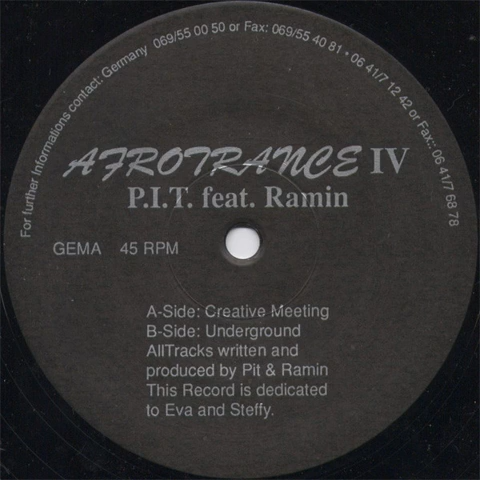 For further Informations contact: Germany 069/55 00 50 or Fax: 069/55 40 81 • 06 41/7 12 42 or Fax:: 06 41/7 68 78
AFROTRANCE IV
P.I.T. feat. Ramin
GEMA 45 RPM
A-Side: Creative Meeting
B-Side: Underground
AllTracks written and
produced by Pit & Ramin
This Record is dedicated
to Eva and Steffy.